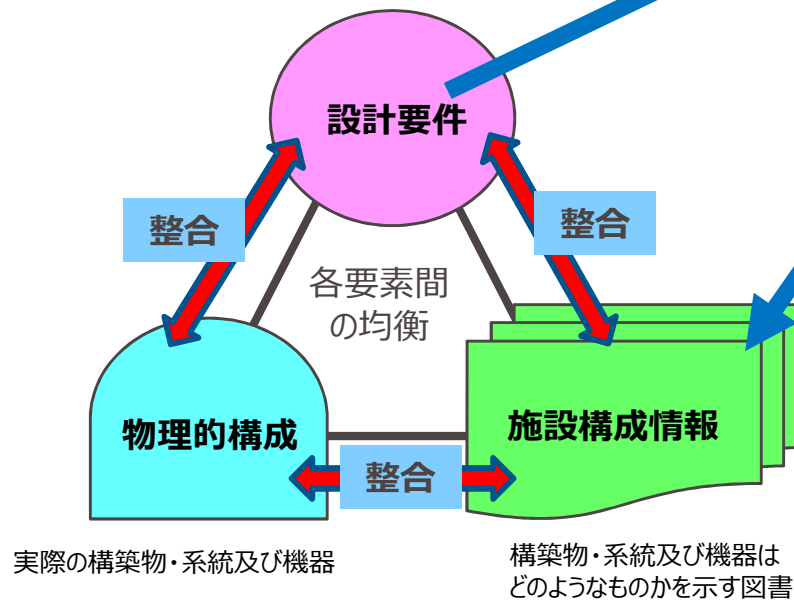 設計要件
整合
整合
各要素間
の均衡
物理的構成
施設構成情報
整合
実際の構築物・系統及び機器
構築物・系統及び機器は
どのようなものかを示す図書